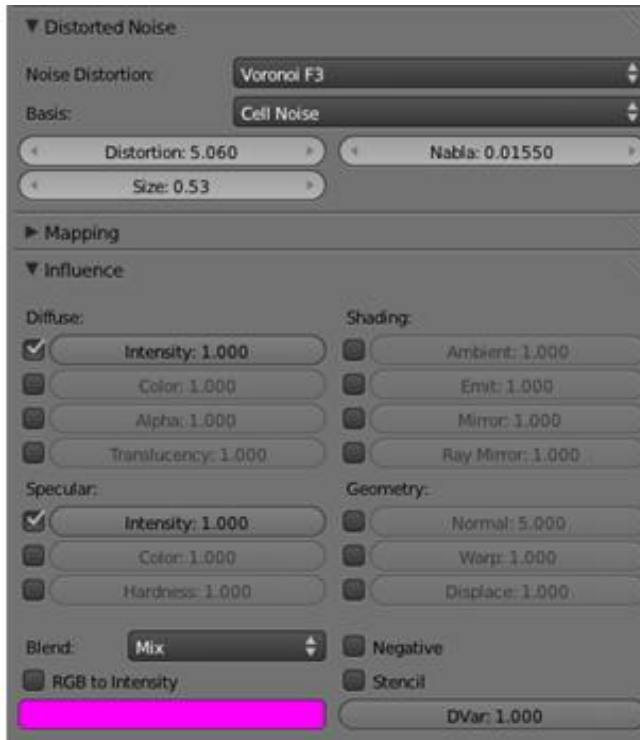 Distorted Noise
Noise Distortion: Voronoi F3
Basis: Cell Noise
Distortion: 5.060 Nabla: 0.01550
Size: 0.53
Mapping
Influence
Diffuse: Shading:
Intensity: 1.000 Ambient: 1.000
Color: 1.000 Emit: 1.000
Alpha: 1.000 Mirror: 1.000
Translucency: 1.000 Ray Mirror: 1.000
Specular: Geometry:
Intensity: 1.000 Normal: 5.000
Color: 1.000 Warp: 1.000
Hardness: 1.000 Displace: 1.000
Blend: Mix Negative
RGB to Intensity Stencil
DVar: 1.000